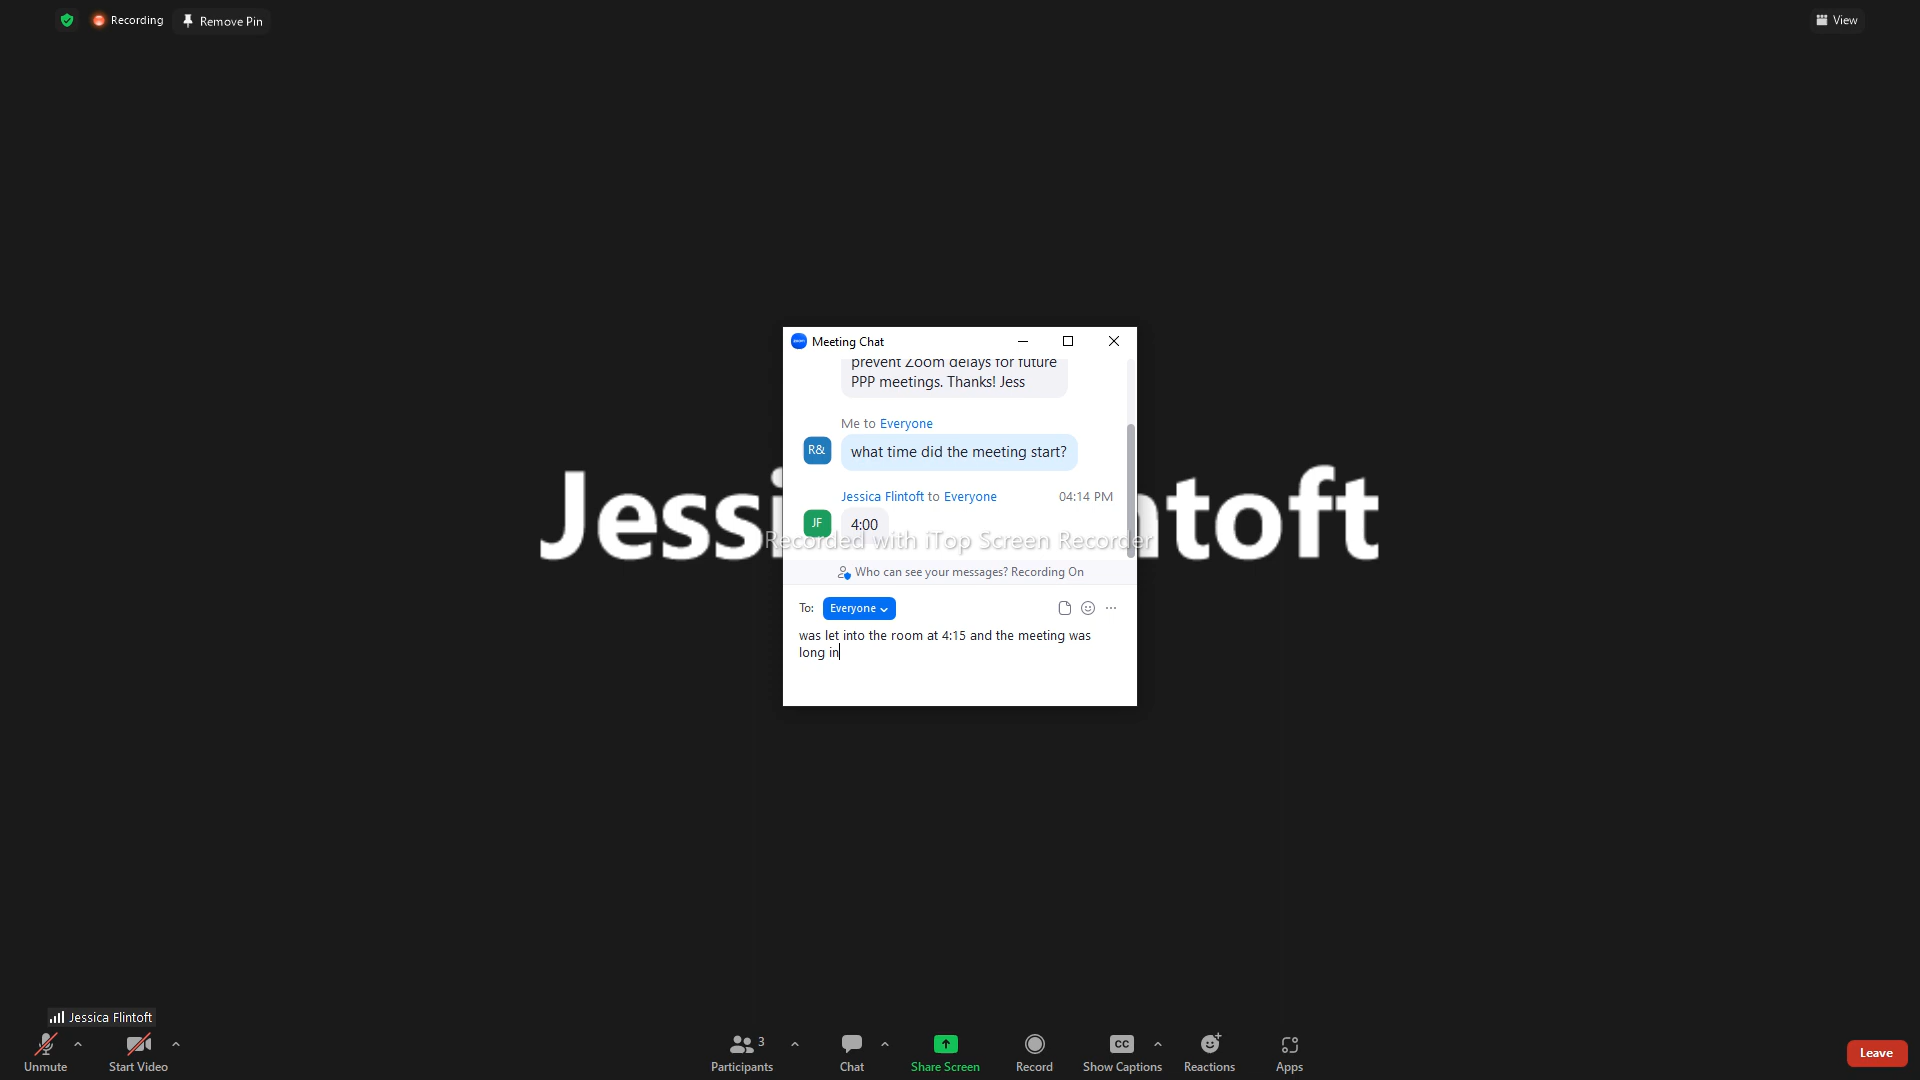 Recording
Remove Pin
View
Meeting Chat
prevent Zoom delays for future
PPP meetings. Thanks! Jess
Me to Everyone
R&
what time did the meeting start?
Jessica Flintoft to Everyone 04:14 PM
JF
4:00
Jessi ntoft
Recorded with iTop Screen Recorder
Who can see your messages? Recording On
To: Everyone
was let into the room at 4:15 and the meeting was
long in
Jessica Flintoft
Unmute
Start Video
3
Participants
Chat
Share Screen
Record
CC
Show Captions
Reactions
Apps
Leave